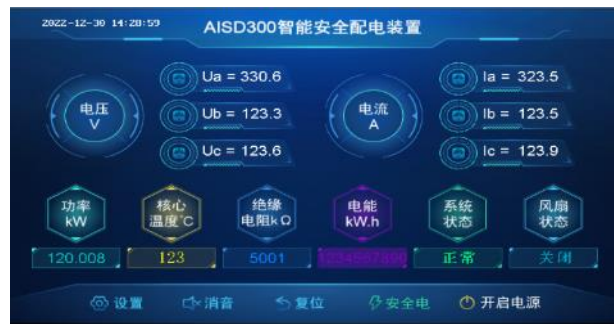 2022-12-30 14:20:59
AISD300智能安全配电装置
电压
V
Ua = 330.6
Ub = 123.3
Uc = 123.6
电流
A
Ia = 323.5
Ib = 123.5
Ic = 123.9
功率
kW
核心
温度℃
绝缘
电阻kΩ
电能
kW.h
系统
状态
风扇
状态
120.008
123
5001
1234567890
正常
关闭
设置
消音
复位
安全电
开启电源